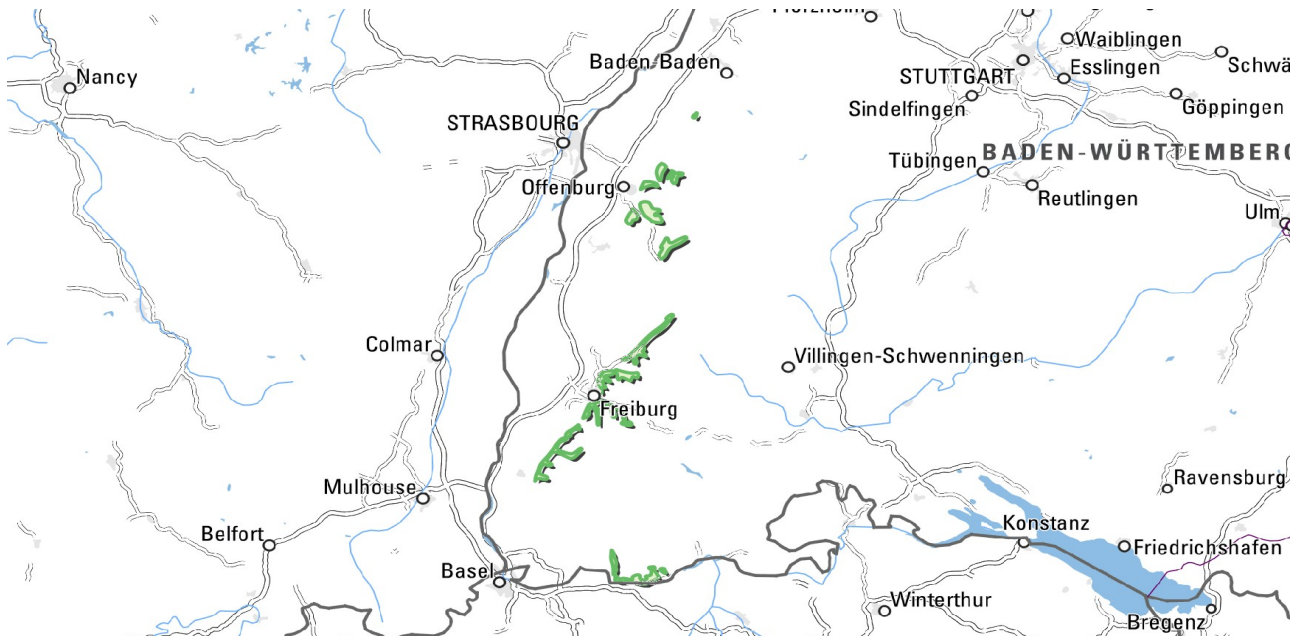 Waiblingen
Baden-Baden
Nancy
STUTTGART
Esslingen
Schwä
Sindelfingen
Göppingen
STRASBOURG
Tübingen
BADEN-WÜRTTEMBERG
Offenburg
Reutlingen
Ulm
Colmar
Villingen-Schwenningen
Freiburg
Mulhouse
Ravensburg
Konstanz
Belfort
Friedrichshafen
Basel
Winterthur
Bregenz